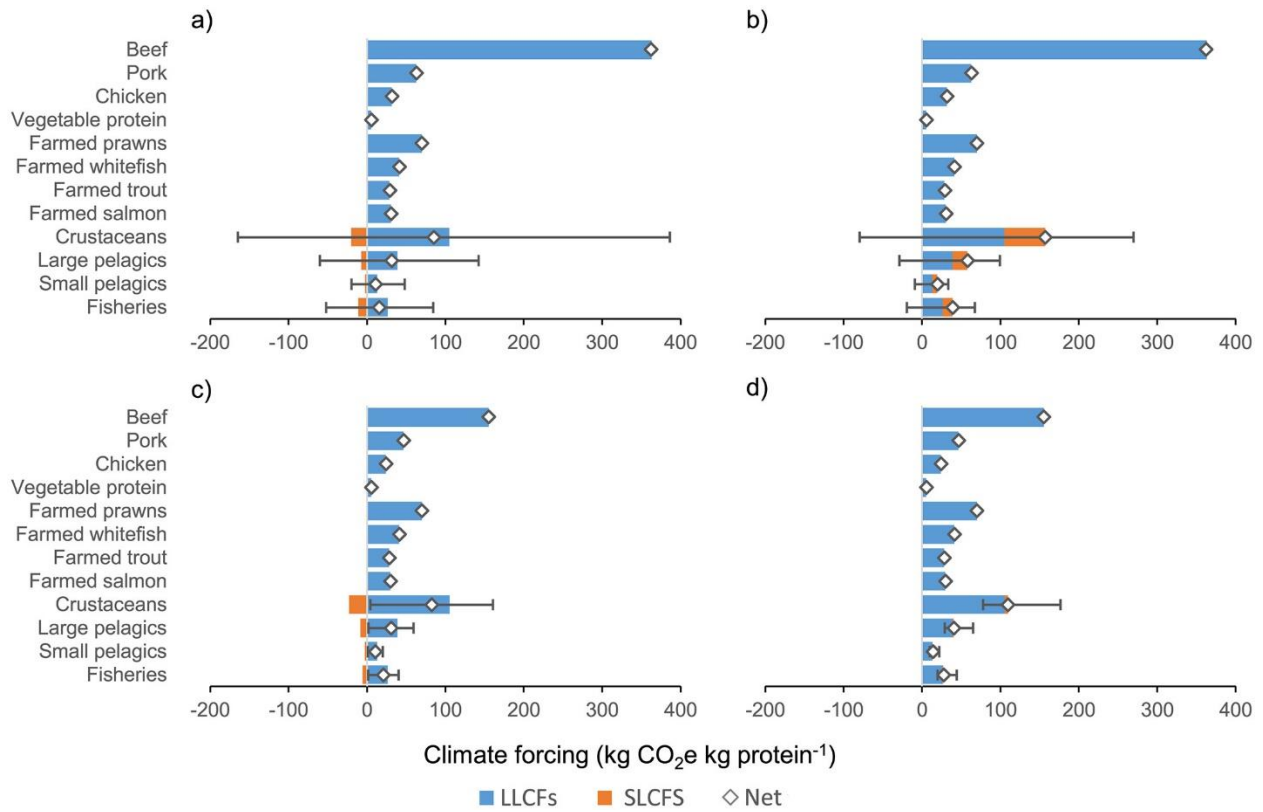 a)
b)
Beef
Pork
Chicken
Vegetable protein
Farmed prawns
Farmed whitefish
Farmed trout
Farmed salmon
Crustaceans
Large pelagics
Small pelagics
Fisheries
-200 -100 0 100 200 300 400
-200 -100 0 100 200 300 400
c)
d)
Beef
Pork
Chicken
Vegetable protein
Farmed prawns
Farmed whitefish
Farmed trout
Farmed salmon
Crustaceans
Large pelagics
Small pelagics
Fisheries
-200 -100 0 100 200 300 400
-200 -100 0 100 200 300 400
Climate forcing (kg CO₂e kg protein⁻¹)
LLCFs SLCFS Net